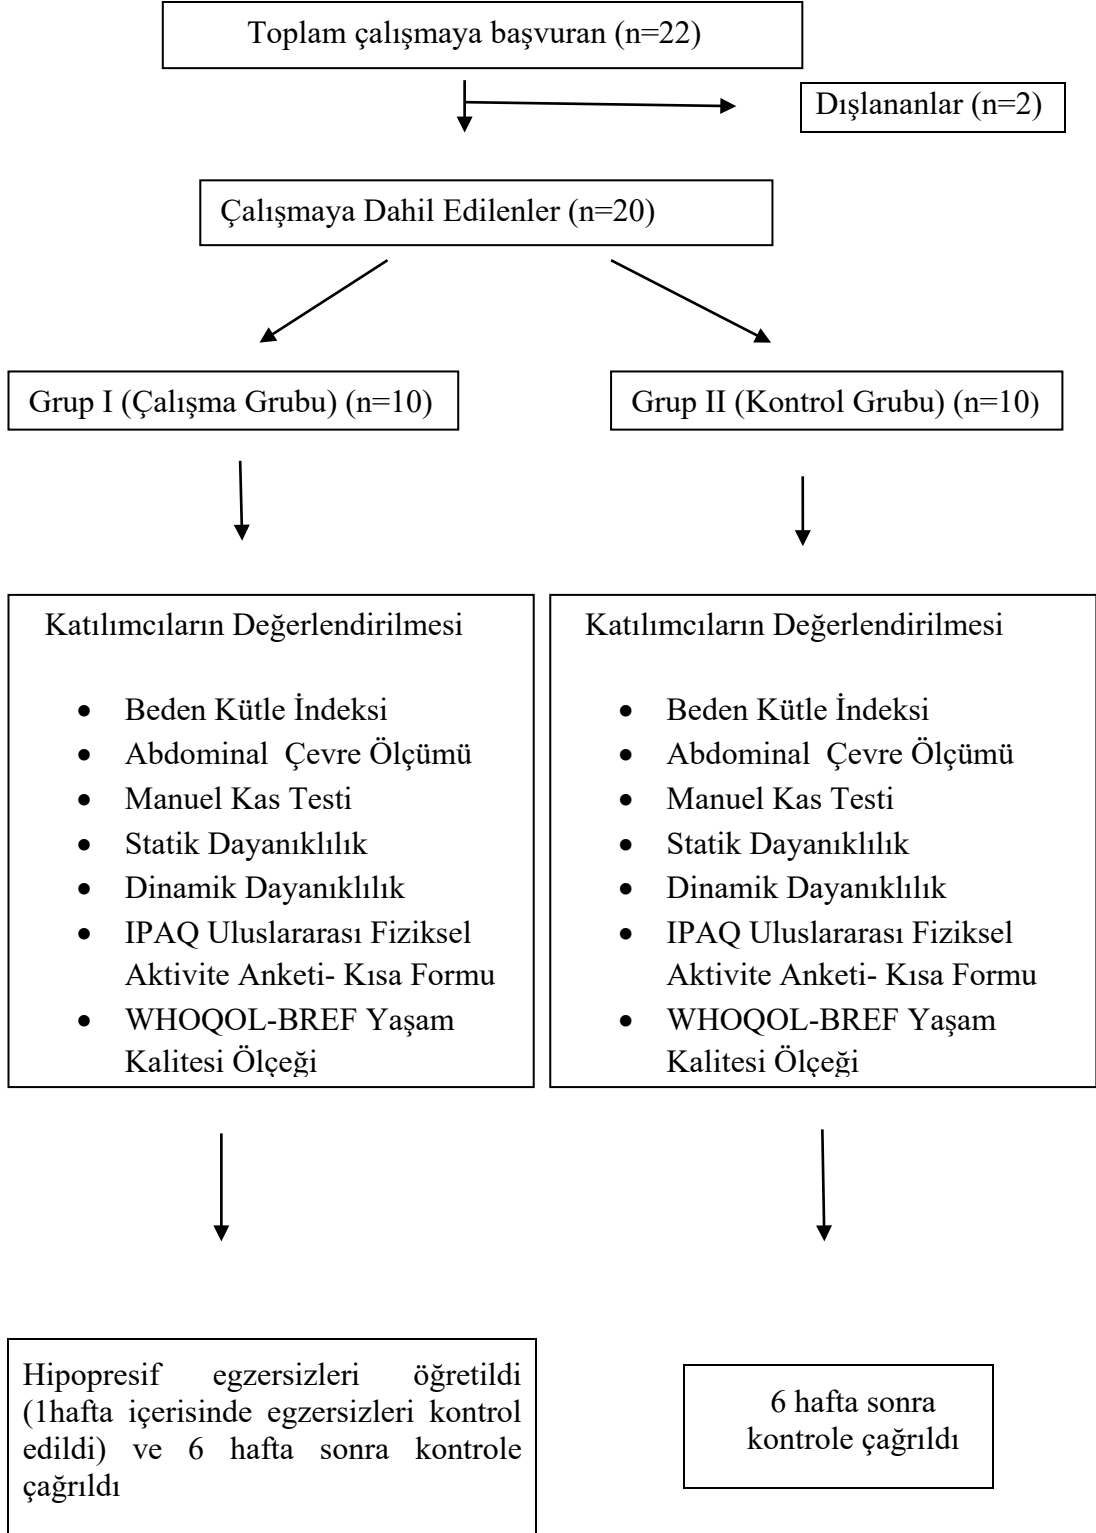 Toplam çalışmaya başvuran (n=22)
Dışlananlar (n=2)
Çalışmaya Dahil Edilenler (n=20)
Grup I (Çalışma Grubu) (n=10)
Grup II (Kontrol Grubu) (n=10)
Katılımcıların Değerlendirilmesi
• Beden Kütle İndeksi
• Abdominal Çevre Ölçümü
• Manuel Kas Testi
• Statik Dayanıklılık
• Dinamik Dayanıklılık
• IPAQ Uluslararası Fiziksel
Aktivite Anketi- Kısa Formu
• WHOQOL-BREF Yaşam
Kalitesi Ölçeği
Katılımcıların Değerlendirilmesi
• Beden Kütle İndeksi
• Abdominal Çevre Ölçümü
• Manuel Kas Testi
• Statik Dayanıklılık
• Dinamik Dayanıklılık
• IPAQ Uluslararası Fiziksel
Aktivite Anketi- Kısa Formu
• WHOQOL-BREF Yaşam
Kalitesi Ölçeği
Hipopresif egzersizleri öğretildi
(1hafta içerisinde egzersizleri kontrol
edildi) ve 6 hafta sonra kontrole
çağrıldı
6 hafta sonra
kontrole çağrıldı